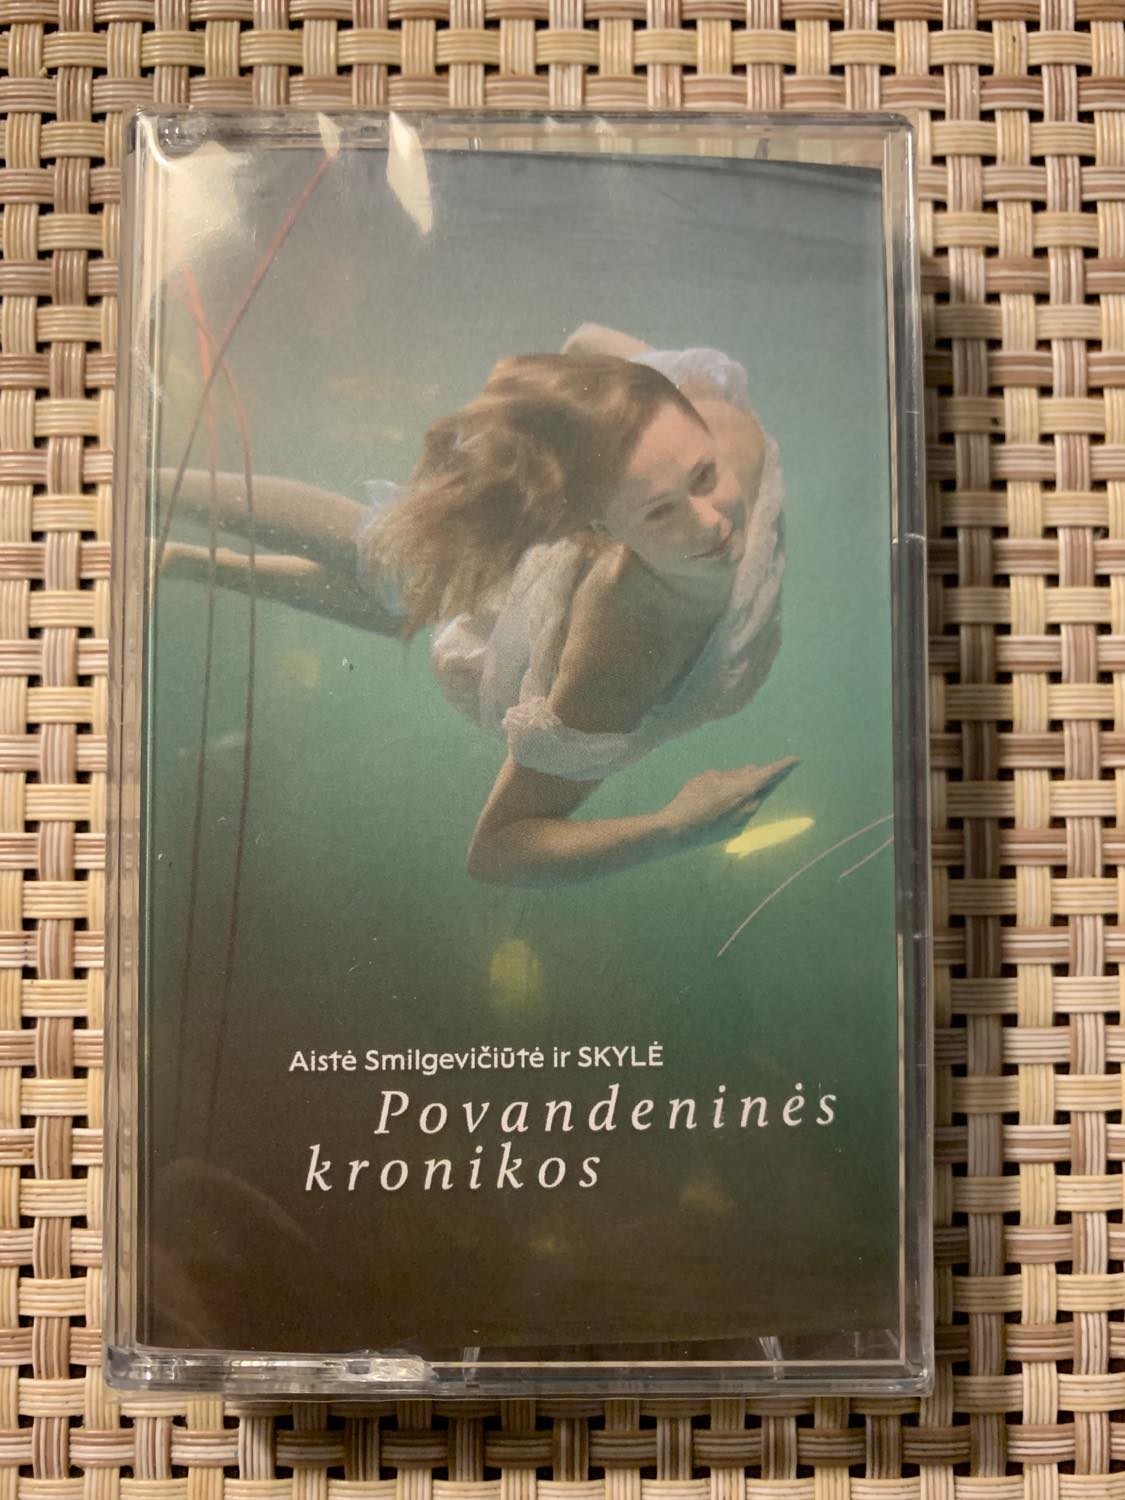 Aistė Smilgevičiūtė ir SKYLĖ
Povandeninės
kronikos